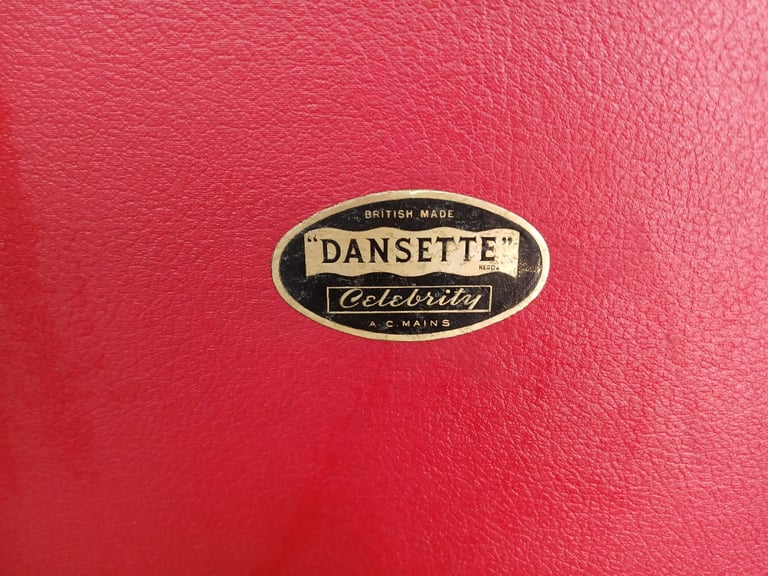 BRITISH MADE
"DANSETTE"
REGD.
Celebrity
A.C. MAINS